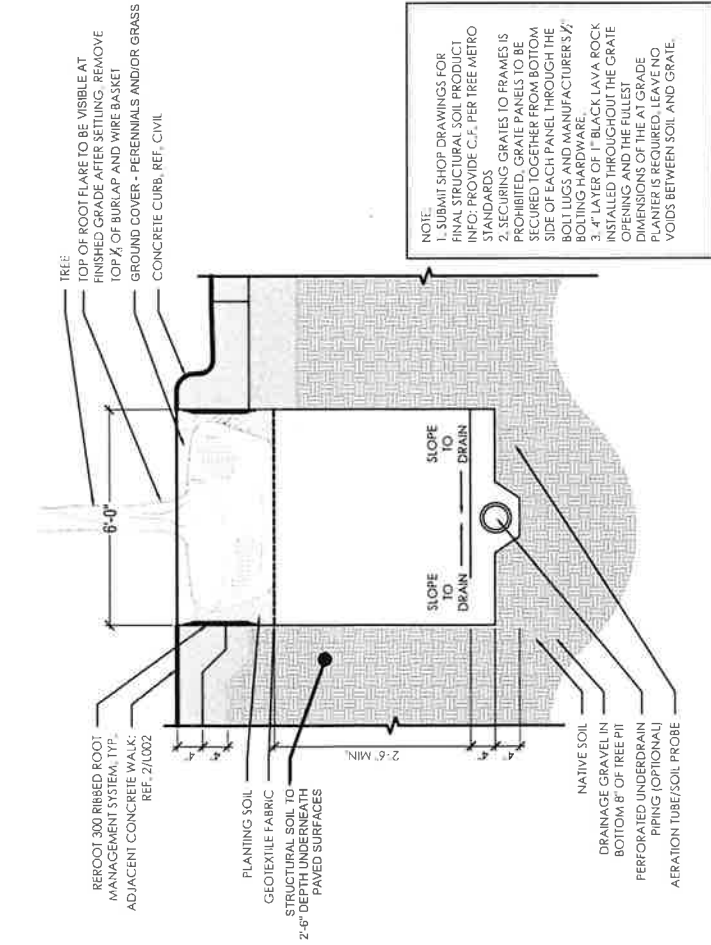 TREE
TOP OF ROOT FLARE TO BE VISIBLE AT
FINISHED GRADE AFTER SETTLING, REMOVE
TOP ⅓ OF BURLAP AND WIRE BASKET
GROUND COVER - PERENNIALS AND/OR GRASS
CONCRETE CURB, REF. CIVIL
6'-0"
REROOT 300 RIBBED ROOT
MANAGEMENT SYSTEM, TYP.
ADJACENT CONCRETE WALK;
REF. 2/L002
4"
4"
2'-6" MIN.
4"
4"
PLANTING SOIL
GEOTEXTILE FABRIC
STRUCTURAL SOIL TO
2'-6" DEPTH UNDERNEATH
PAVED SURFACES
SLOPE
TO
DRAIN
SLOPE
TO
DRAIN
NATIVE SOIL
DRAINAGE GRAVEL IN
BOTTOM 8" OF TREE PIT
PERFORATED UNDERDRAIN
PIPING (OPTIONAL)
AERATION TUBE/SOIL PROBE
NOTE.
1. SUBMIT SHOP DRAWINGS FOR
FINAL STRUCTURAL SOIL PRODUCT
INFO: PROVIDE C.F. PER TREE METRO
STANDARDS
2. SECURING GRATES TO FRAMES IS
PROHIBITED, GRATE PANELS TO BE
SECURED TOGETHER FROM BOTTOM
SIDE OF EACH PANEL THROUGH THE
BOLT LUGS AND MANUFACTURER'S ½"
BOLTING HARDWARE.
3. 4" LAYER OF 1" BLACK LAVA ROCK
INSTALLED THROUGHOUT THE GRATE
OPENING AND THE FULLEST
DIMENSIONS OF THE AT GRADE
PLANTER IS REQUIRED, LEAVE NO
VOIDS BETWEEN SOIL AND GRATE.